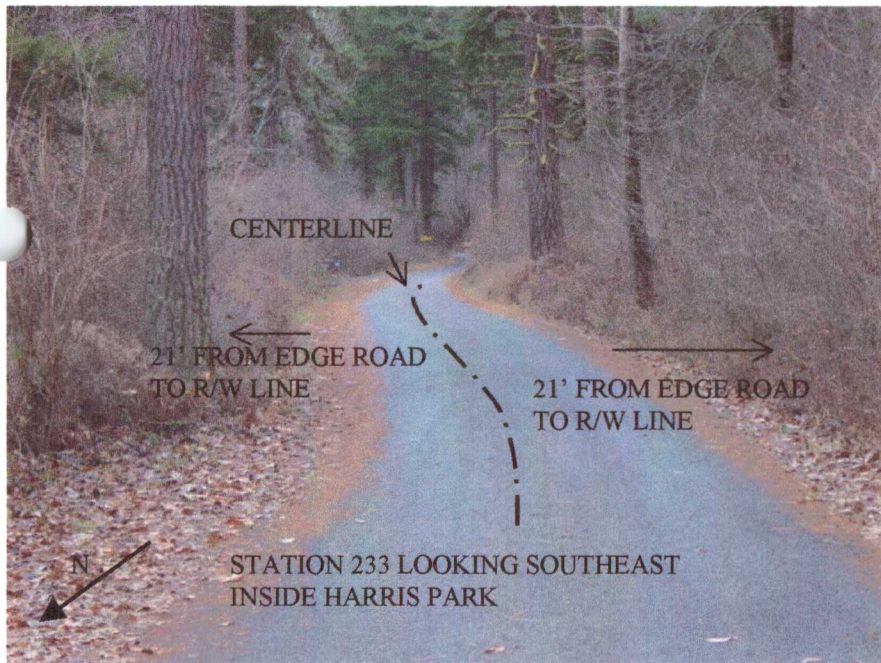 CENTERLINE
21' FROM EDGE ROAD
TO R/W LINE
21' FROM EDGE ROAD
TO R/W LINE
N
STATION 233 LOOKING SOUTHEAST
INSIDE HARRIS PARK